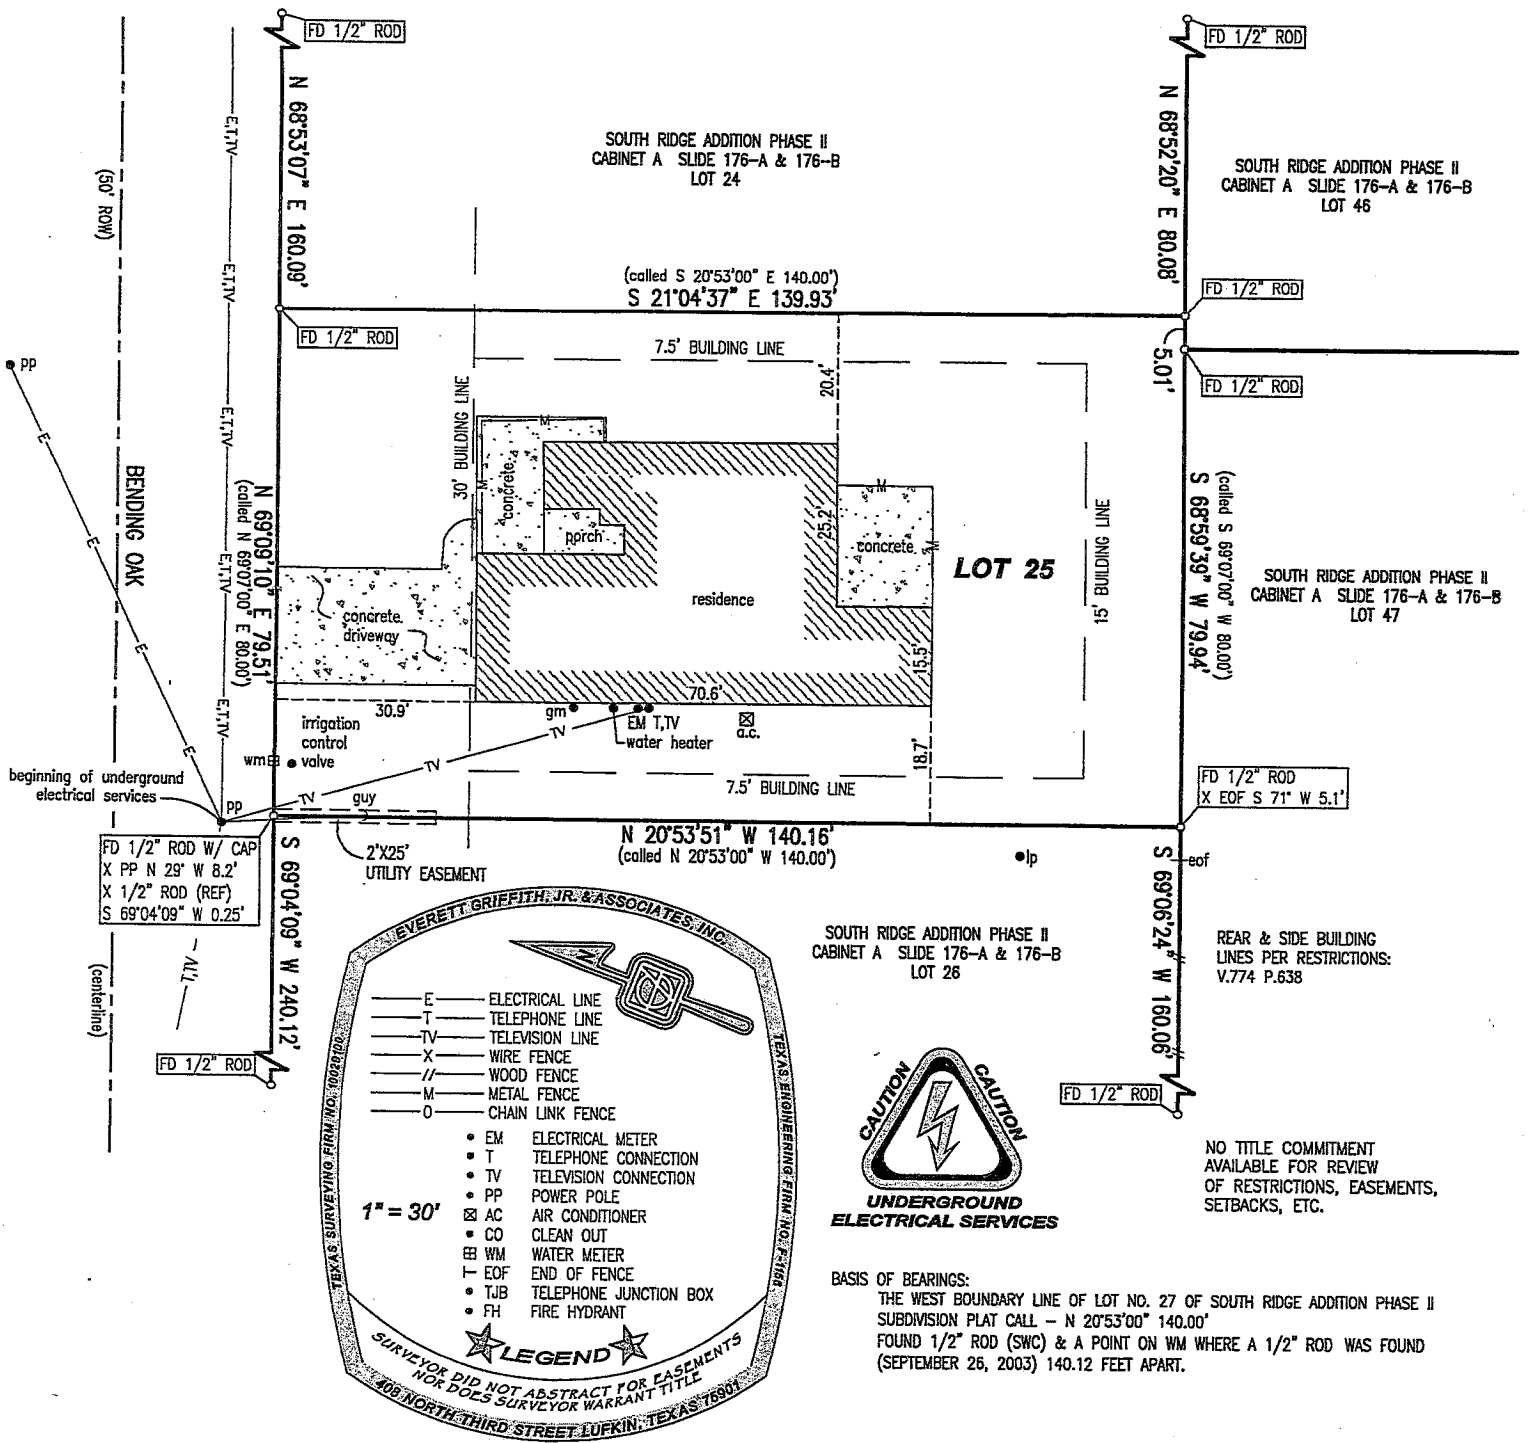 FD 1/2" ROD
FD 1/2" ROD
N 68°53'07" E 160.09'
N 68°52'20" E 80.08'
E,T,TV
(50' ROW)
SOUTH RIDGE ADDITION PHASE II
CABINET A SLIDE 176-A & 176-B
LOT 24
SOUTH RIDGE ADDITION PHASE II
CABINET A SLIDE 176-A & 176-B
LOT 46
E,T,TV
(called S 20°53'00" E 140.00')
S 21°04'37" E 139.93'
FD 1/2" ROD
FD 1/2" ROD
5.01'
FD 1/2" ROD
pp
7.5' BUILDING LINE
20.4'
30' BUILDING LINE
E,T,TV
E
M
M
concrete
porch
25.2'
M
concrete
M
LOT 25
15' BUILDING LINE
BENDING OAK
N 69°09'10" E 79.51'
(called N 69°07'00" E 80.00')
(called S 69°07'00" W 80.00')
S 68°59'39" W 79.94'
E
E,T,TV
SOUTH RIDGE ADDITION PHASE II
CABINET A SLIDE 176-A & 176-B
LOT 47
residence
concrete
driveway
E
15.5'
70.6'
30.9'
E,T,TV
E
gm
EM T,TV
water heater
a.c.
irrigation
control
valve
wm
TV
TV
TV
18.7'
7.5' BUILDING LINE
beginning of underground
electrical services
pp
guy
FD 1/2" ROD
X EOF S 71° W 5.1'
N 20°53'51" W 140.16'
(called N 20°53'00" W 140.00')
2'X25'
UTILITY EASEMENT
FD 1/2" ROD W/ CAP
X PP N 29° W 8.2'
X 1/2" ROD (REF)
S 69°04'09" W 0.25'
lp
eof
S 69°04'09" W 240.12'
S 69°06'24" W 160.06'
T,TV
(centerline)
FD 1/2" ROD
FD 1/2" ROD
SOUTH RIDGE ADDITION PHASE II
CABINET A SLIDE 176-A & 176-B
LOT 26
REAR & SIDE BUILDING
LINES PER RESTRICTIONS:
V.774 P.638
EVERETT GRIFFITH, JR. & ASSOCIATES, INC.
TEXAS SURVEYING FIRM NO. 10029100
TEXAS ENGINEERING FIRM NO. F-1156
N
E ELECTRICAL LINE
T TELEPHONE LINE
TV TELEVISION LINE
X WIRE FENCE
// WOOD FENCE
M METAL FENCE
O CHAIN LINK FENCE
EM ELECTRICAL METER
T TELEPHONE CONNECTION
TV TELEVISION CONNECTION
PP POWER POLE
AC AIR CONDITIONER
CO CLEAN OUT
WM WATER METER
EOF END OF FENCE
TJB TELEPHONE JUNCTION BOX
FH FIRE HYDRANT
1" = 30'
LEGEND
SURVEYOR DID NOT ABSTRACT FOR EASEMENTS
NOR DOES SURVEYOR WARRANT TITLE
408 NORTH THIRD STREET LUFKIN, TEXAS 75901
CAUTION
CAUTION
UNDERGROUND
ELECTRICAL SERVICES
NO TITLE COMMITMENT
AVAILABLE FOR REVIEW
OF RESTRICTIONS, EASEMENTS,
SETBACKS, ETC.
BASIS OF BEARINGS:
THE WEST BOUNDARY LINE OF LOT NO. 27 OF SOUTH RIDGE ADDITION PHASE II
SUBDIVISION PLAT CALL - N 20°53'00" 140.00'
FOUND 1/2" ROD (SWC) & A POINT ON WM WHERE A 1/2" ROD WAS FOUND
(SEPTEMBER 26, 2003) 140.12 FEET APART.